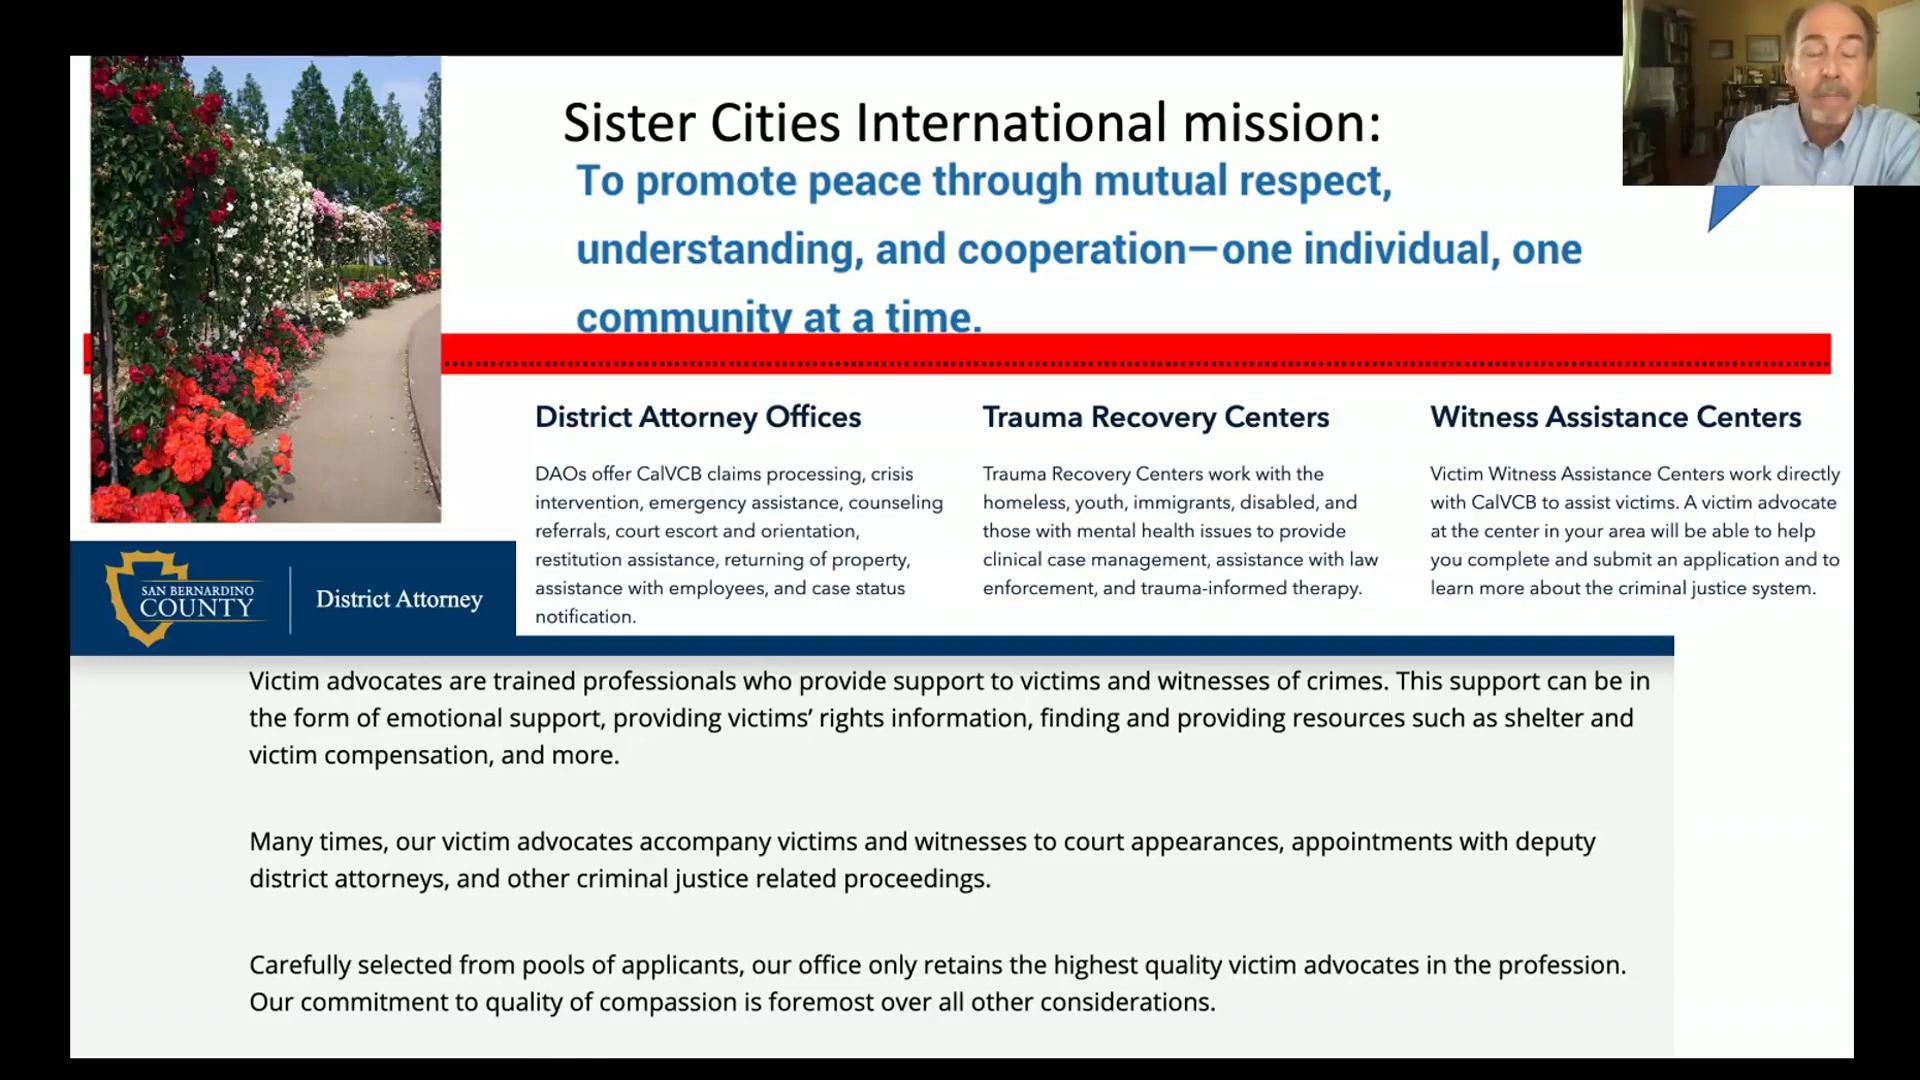 Sister Cities International mission:
To promote peace through mutual respect,
understanding, and cooperation—one individual, one
community at a time.
District Attorney Offices
DAOs offer CalVCB claims processing, crisis
intervention, emergency assistance, counseling
referrals, court escort and orientation,
restitution assistance, returning of property,
assistance with employees, and case status
notification.
Trauma Recovery Centers
Trauma Recovery Centers work with the
homeless, youth, immigrants, disabled, and
those with mental health issues to provide
clinical case management, assistance with law
enforcement, and trauma-informed therapy.
Witness Assistance Centers
Victim Witness Assistance Centers work directly
with CalVCB to assist victims. A victim advocate
at the center in your area will be able to help
you complete and submit an application and to
learn more about the criminal justice system.
SAN BERNARDINO
COUNTY
District Attorney
Victim advocates are trained professionals who provide support to victims and witnesses of crimes. This support can be in
the form of emotional support, providing victims’ rights information, finding and providing resources such as shelter and
victim compensation, and more.
Many times, our victim advocates accompany victims and witnesses to court appearances, appointments with deputy
district attorneys, and other criminal justice related proceedings.
Carefully selected from pools of applicants, our office only retains the highest quality victim advocates in the profession.
Our commitment to quality of compassion is foremost over all other considerations.